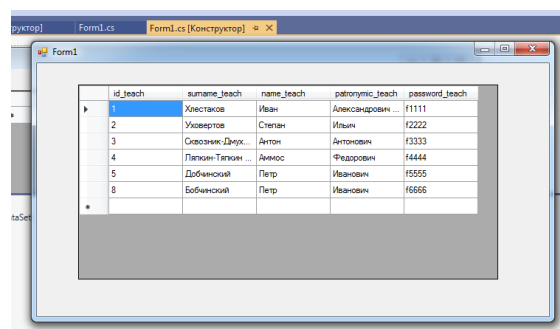 руктор] Form1.cs Form1.cs [Конструктор]
Form1
id_teach surname_teach name_teach patronymic_teach password_teach
1 Хлестаков Иван Александрович ... f1111
2 Уховертов Степан Ильич f2222
3 Сквозник-Дмух... Антон Антонович f3333
4 Ляпкин-Тяпкин ... Аммос Федорович f4444
5 Добчинский Петр Иванович f5555
8 Бобчинский Петр Иванович f6666
taSet